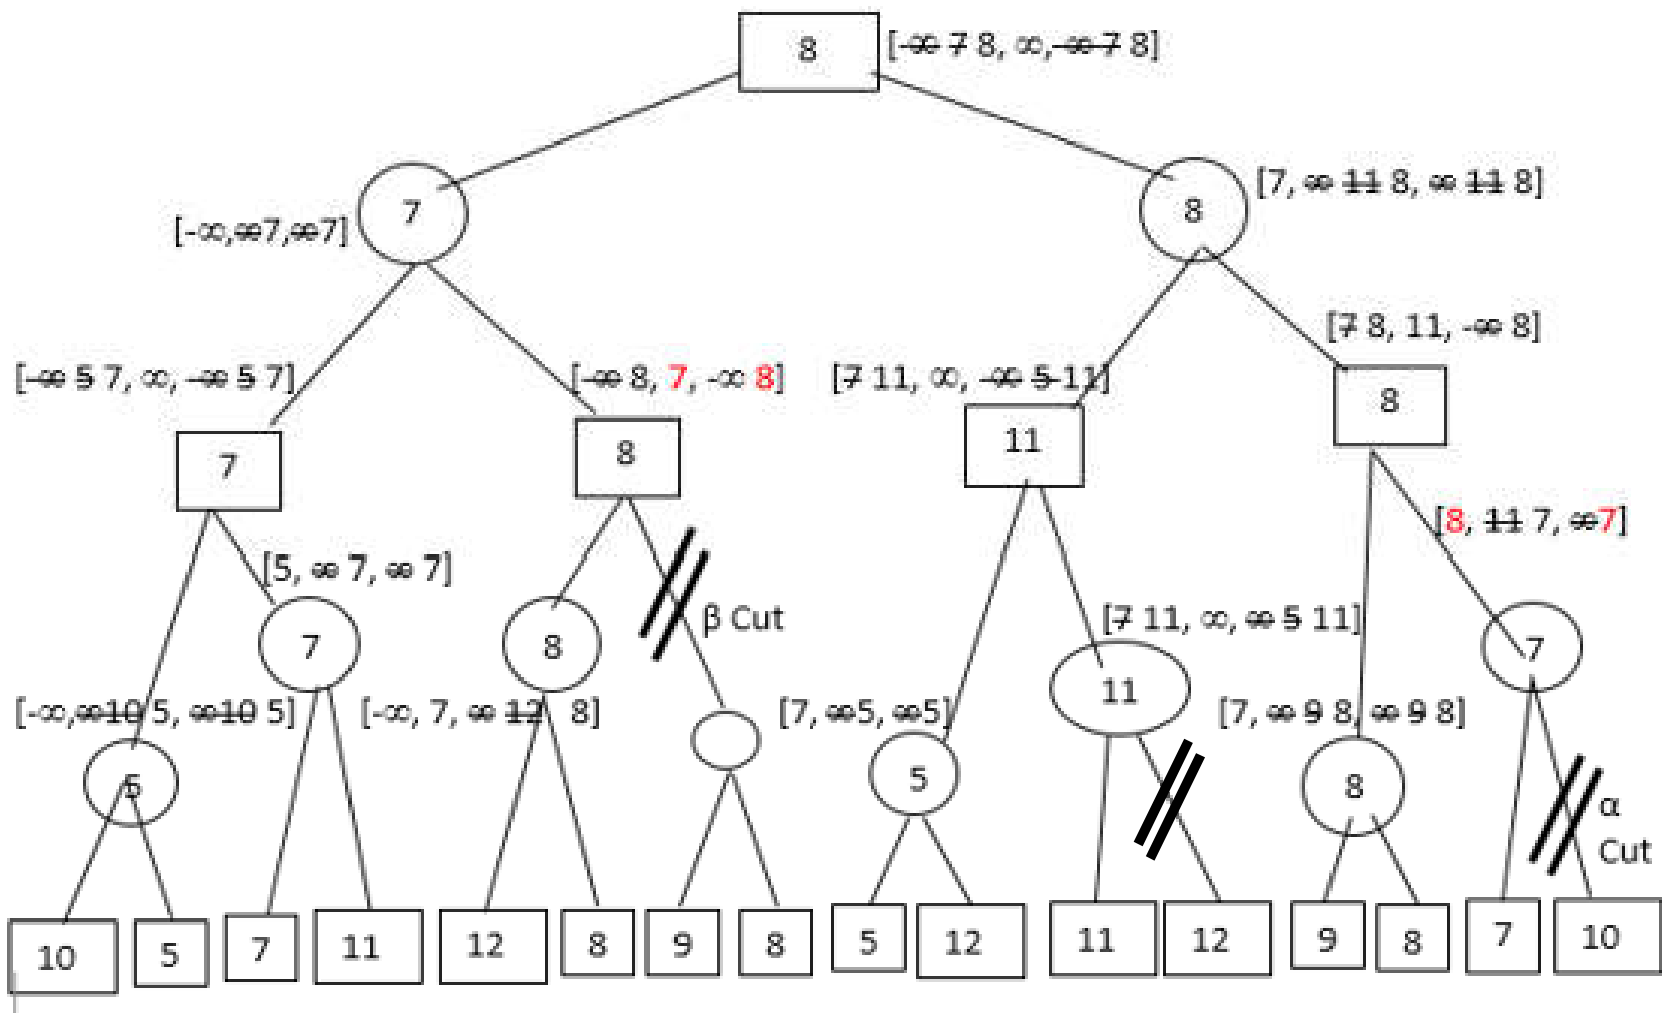 8 [-∞ 7 8, ∞,-∞ 7 8]
7 8 [7, ∞ 11 8, ∞ 11 8]
[-∞,∞7,∞7]
[7 8, 11, -∞ 8]
[-∞ 5 7, ∞, -∞ 5 7] [-∞ 8, 7, -∞ 8] [7 11, ∞, -∞ 5 11]
7 8 11 8
[5, ∞ 7, ∞ 7] [8, 11 7, ∞7]
7 8 β Cut [7 11, ∞, ∞ 5 11] 7
11
[-∞,∞10 5, ∞10 5] [-∞, 7, ∞ 12 8] [7, ∞5, ∞5] [7, ∞ 9 8, ∞ 9 8]
5 5 8 α
Cut
10 5 7 11 12 8 9 8 5 12 11 12 9 8 7 10